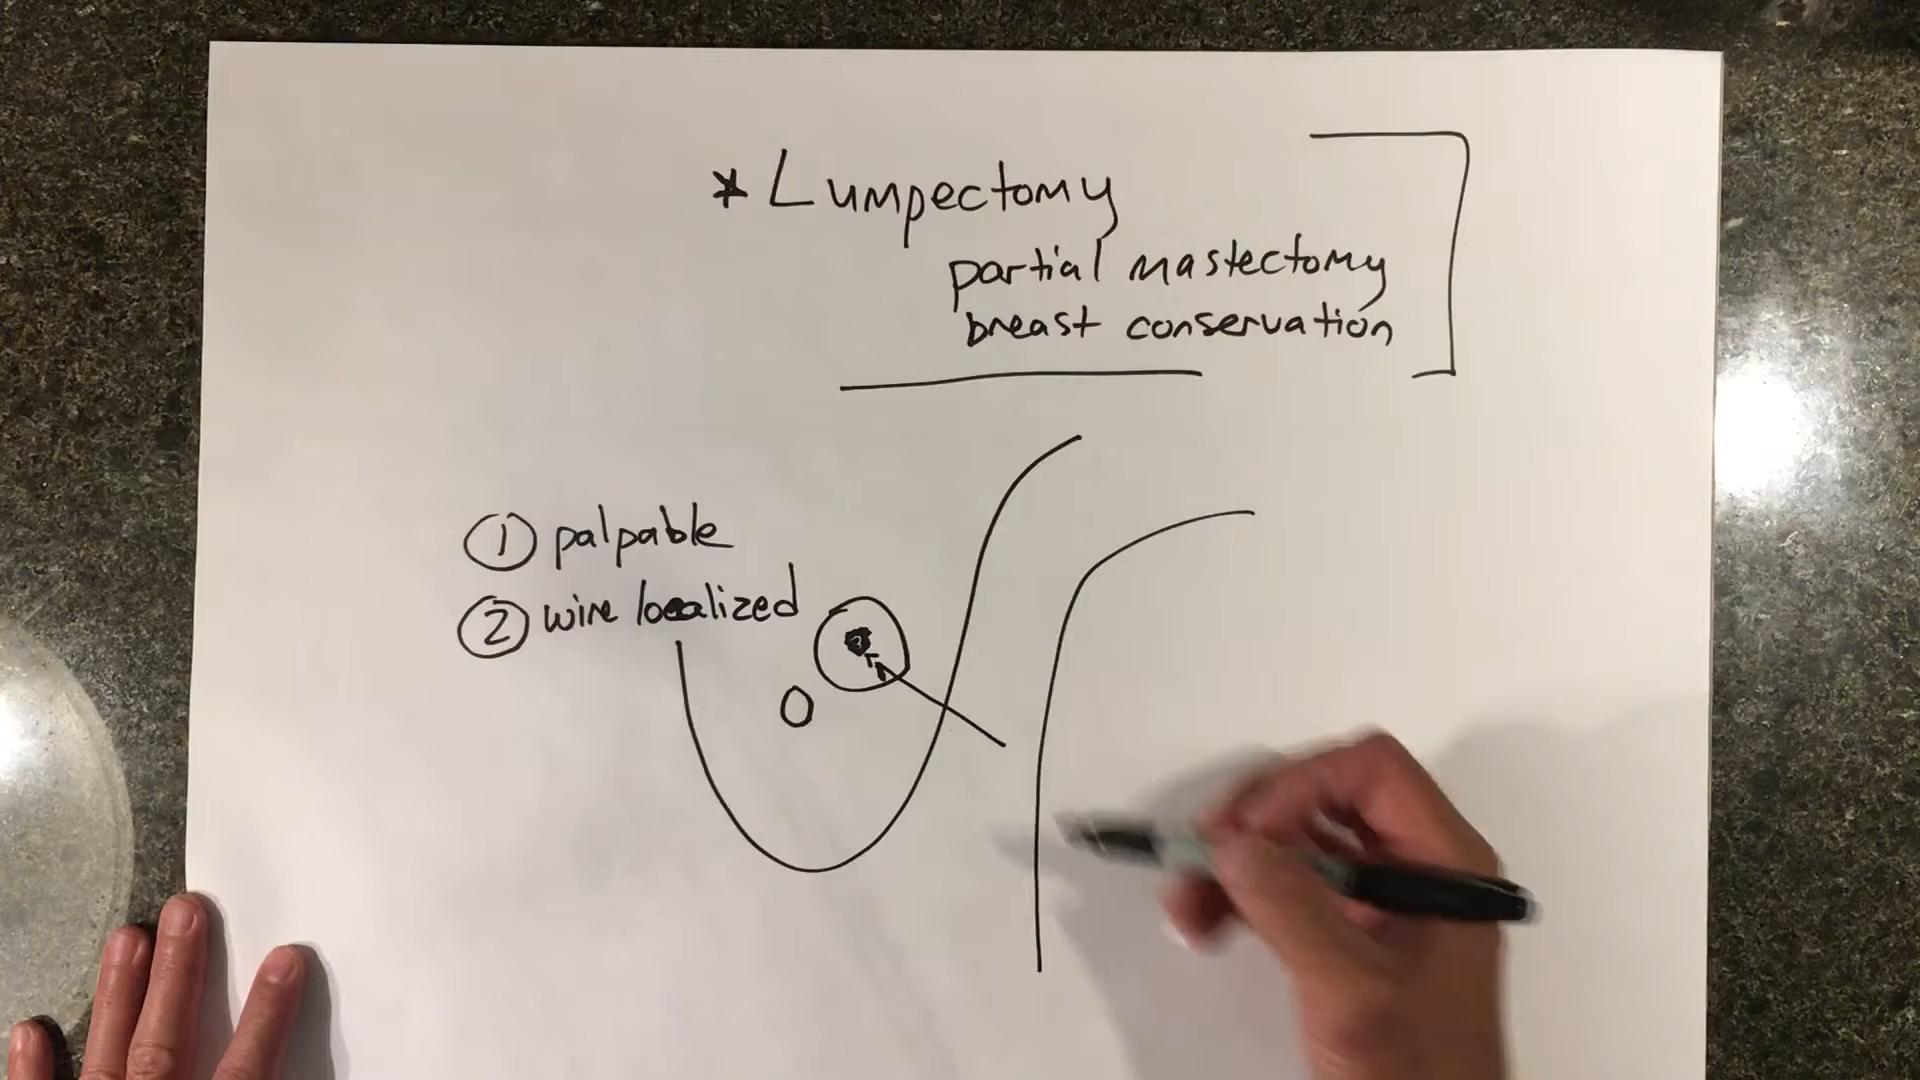 * Lumpectomy
partial mastectomy
breast conservation
① palpable
② wire localized